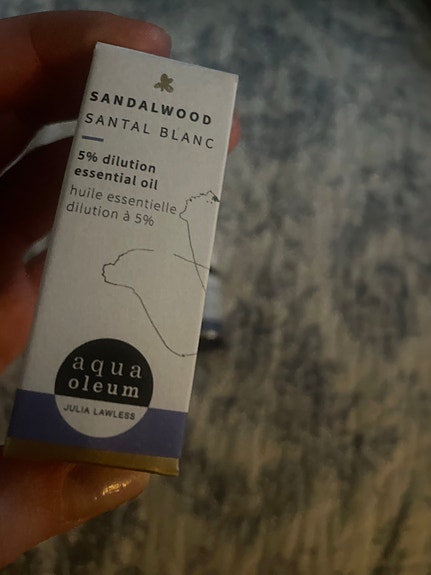 SANDALWOOD
SANTAL BLANC
5% dilution
essential oil
huile essentielle
dilution à 5%
aqua
oleum
JULIA LAWLESS